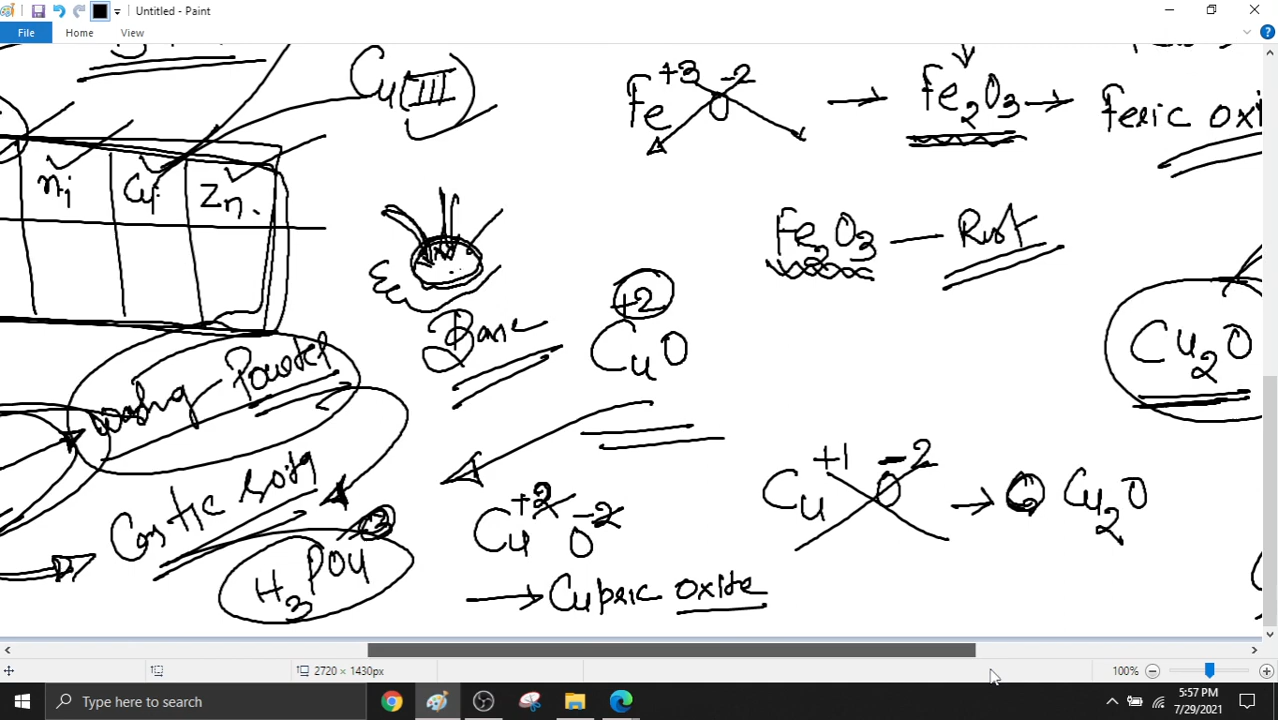 Untitled - Paint
File Home View
Cu(III)
Fe +3 O -2 → Fe2O3 → Feric oxi
ni Cu Zn
Fe2O3 — Rust
+2
CuO
Base
Cu2O
washing Powder
Cu +1 O -2 → Cu2O
Costic Soda
Cu +2 O -2
H3PO4
→ Cupric oxide
2720 × 1430px
100%
Type here to search
5:57 PM
7/29/2021